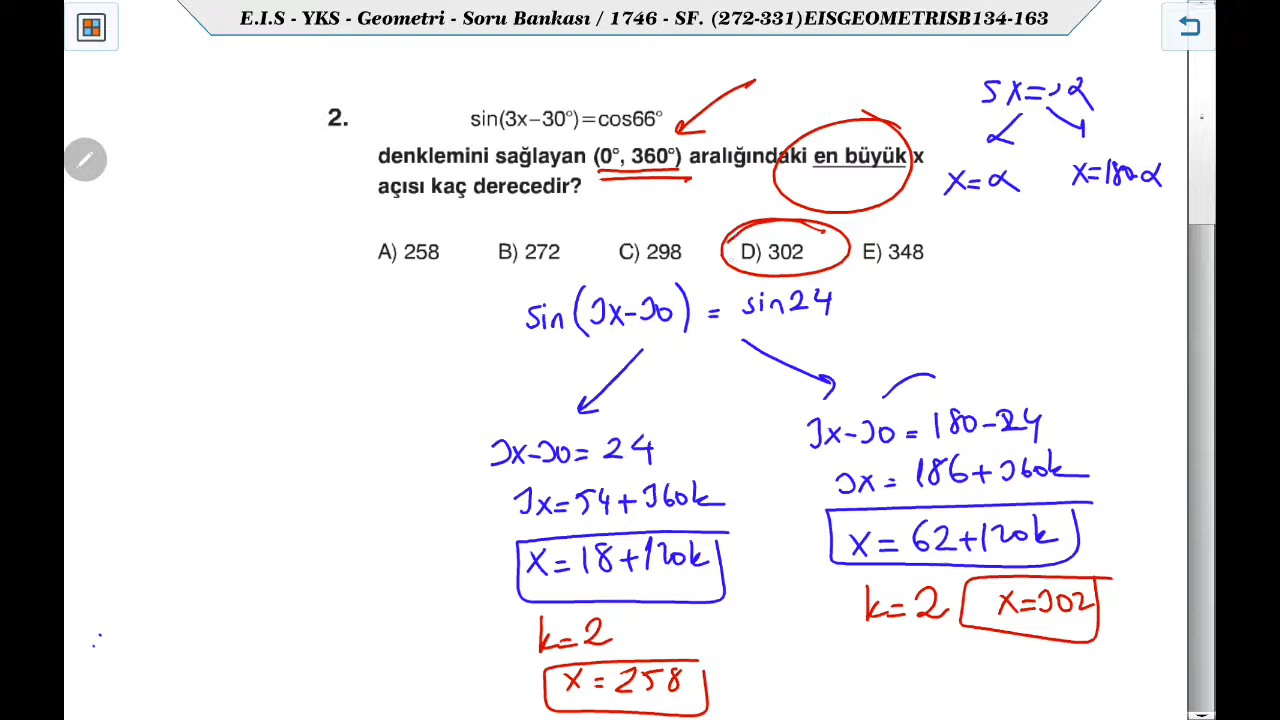 E.I.S - YKS - Geometri - Soru Bankası / 1746 - SF. (272-331)EISGEOMETRISB134-163
2.
sin(3x−30°)=cos66°
denklemini sağlayan (0°, 360°) aralığındaki en büyük x
açısı kaç derecedir?
A) 258 B) 272 C) 298 D) 302 E) 348
α
x=α
x=180-α
sin(3x-30) = sin24
3x-30=24
3x=54+360k
x=18+120k
k=2
x=258
3x-30=180-24
3x=186+360k
x=62+120k
k=2 x=302